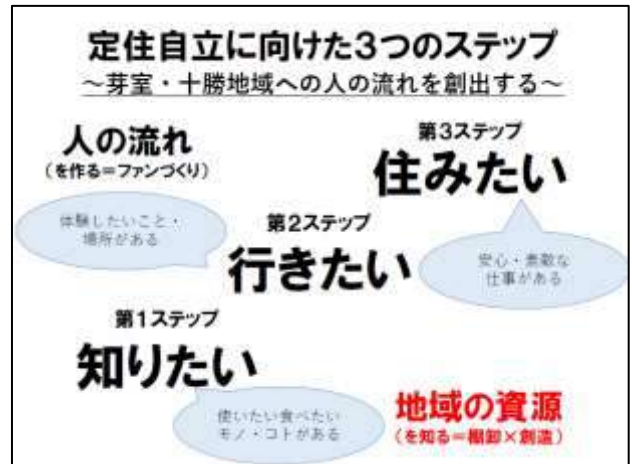 定住自立に向けた3つのステップ
～芽室・十勝地域への人の流れを創出する～
人の流れ
(を作る=ファンづくり)
第3ステップ
住みたい
体験したいこと・
場所がある
第2ステップ
行きたい
安心・素敵な
仕事がある
第1ステップ
知りたい
使いたい食べたい
モノ・コトがある
地域の資源
(を知る=棚卸×創造)